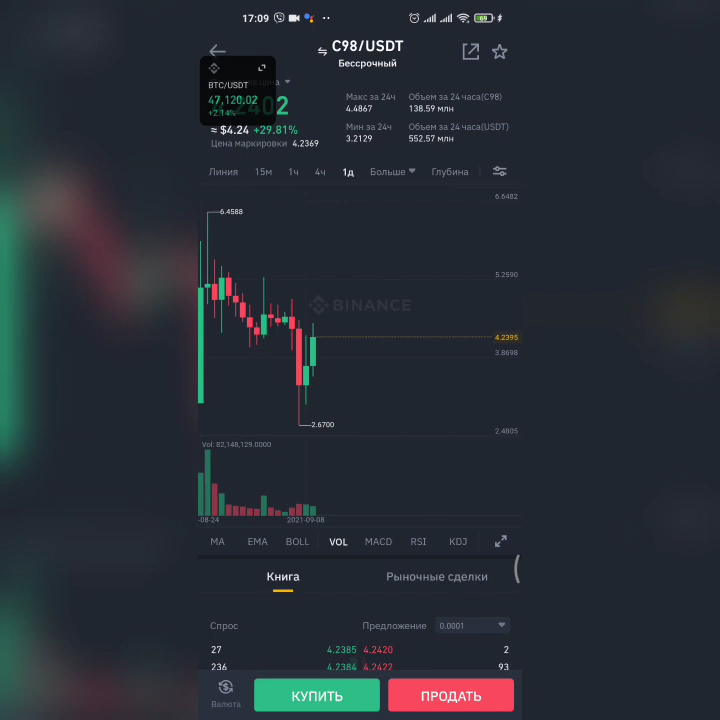 17:09
69
C98/USDT
Бессрочный
BTC/USDT
47,120.02
+2.14%
≈ $4.24 +29.81%
Цена маркировки 4.2369
Макс за 24ч
4.4867
Объем за 24 часа(C98)
138.59 млн
Мин за 24ч
3.2129
Объем за 24 часа(USDT)
552.57 млн
Линия 15м 1ч 4ч 1д Больше Глубина
6.6482
6.4588
5.2590
BINANCE
4.2395
3.8698
2.6700
2.4805
Vol: 82,148,129.0000
-08-24 2021-09-08
MA EMA BOLL VOL MACD RSI KDJ
Книга Рыночные сделки
Спрос Предложение 0.0001
27 4.2385 4.2420 2
236 4.2384 4.2422 93
Валюта
КУПИТЬ
ПРОДАТЬ